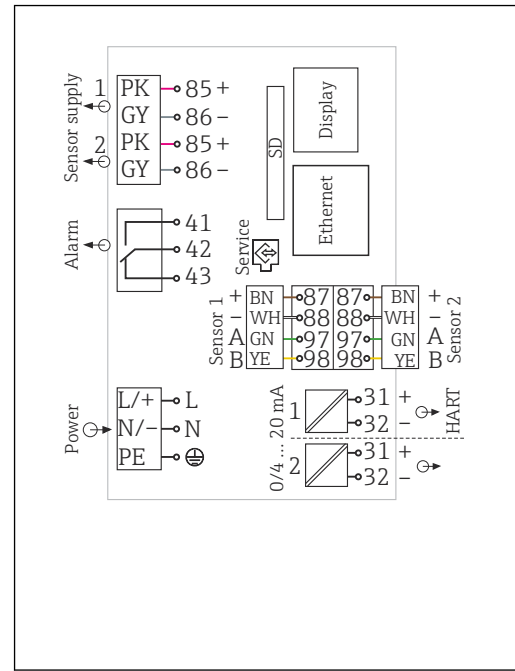 Sensor supply
1 PK 85 +
GY 86 -
2 PK 85 +
GY 86 -
Display
SD
Ethernet
Alarm
41
42
43
Service
Sensor 1
+ BN 87 87 BN +
- WH 88 88 WH -
A GN 97 97 GN A
B YE 98 98 YE B
Sensor 2
Power
L/+ L
N/- N
PE
0/4 ... 20 mA
1 31 +
32 -
HART
2 31 +
32 -